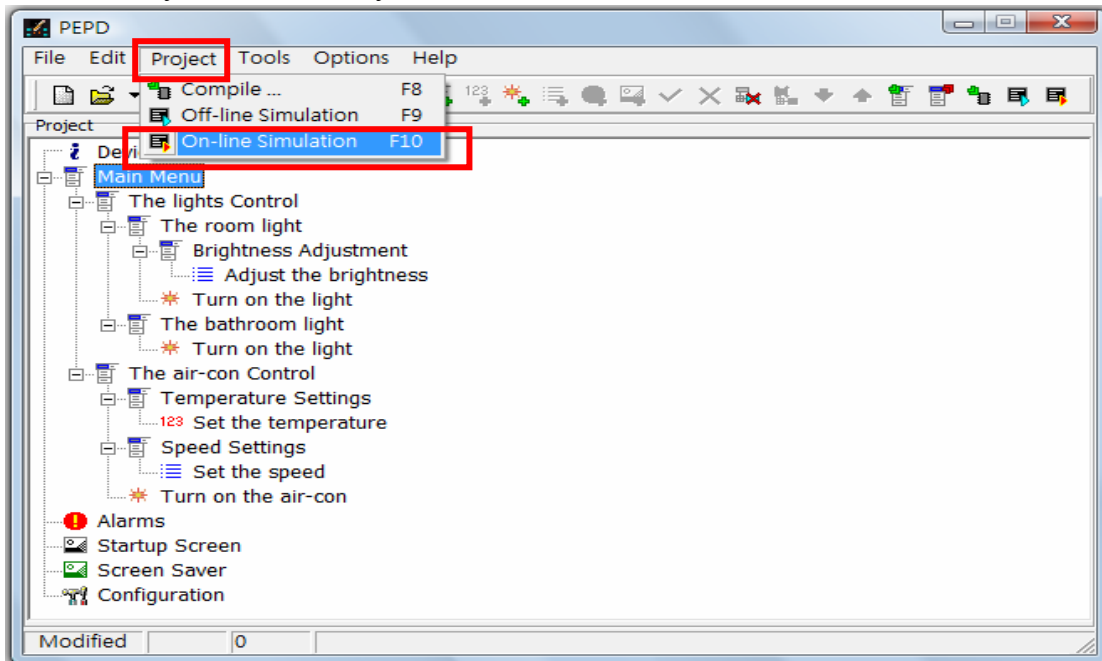 PEPD
File Edit Project Tools Options Help
Compile ... F8
Off-line Simulation F9
Project
On-line Simulation F10
Devi
Main Menu
The lights Control
The room light
Brightness Adjustment
Adjust the brightness
Turn on the light
The bathroom light
Turn on the light
The air-con Control
Temperature Settings
123 Set the temperature
Speed Settings
Set the speed
Turn on the air-con
Alarms
Startup Screen
Screen Saver
Configuration
Modified 0